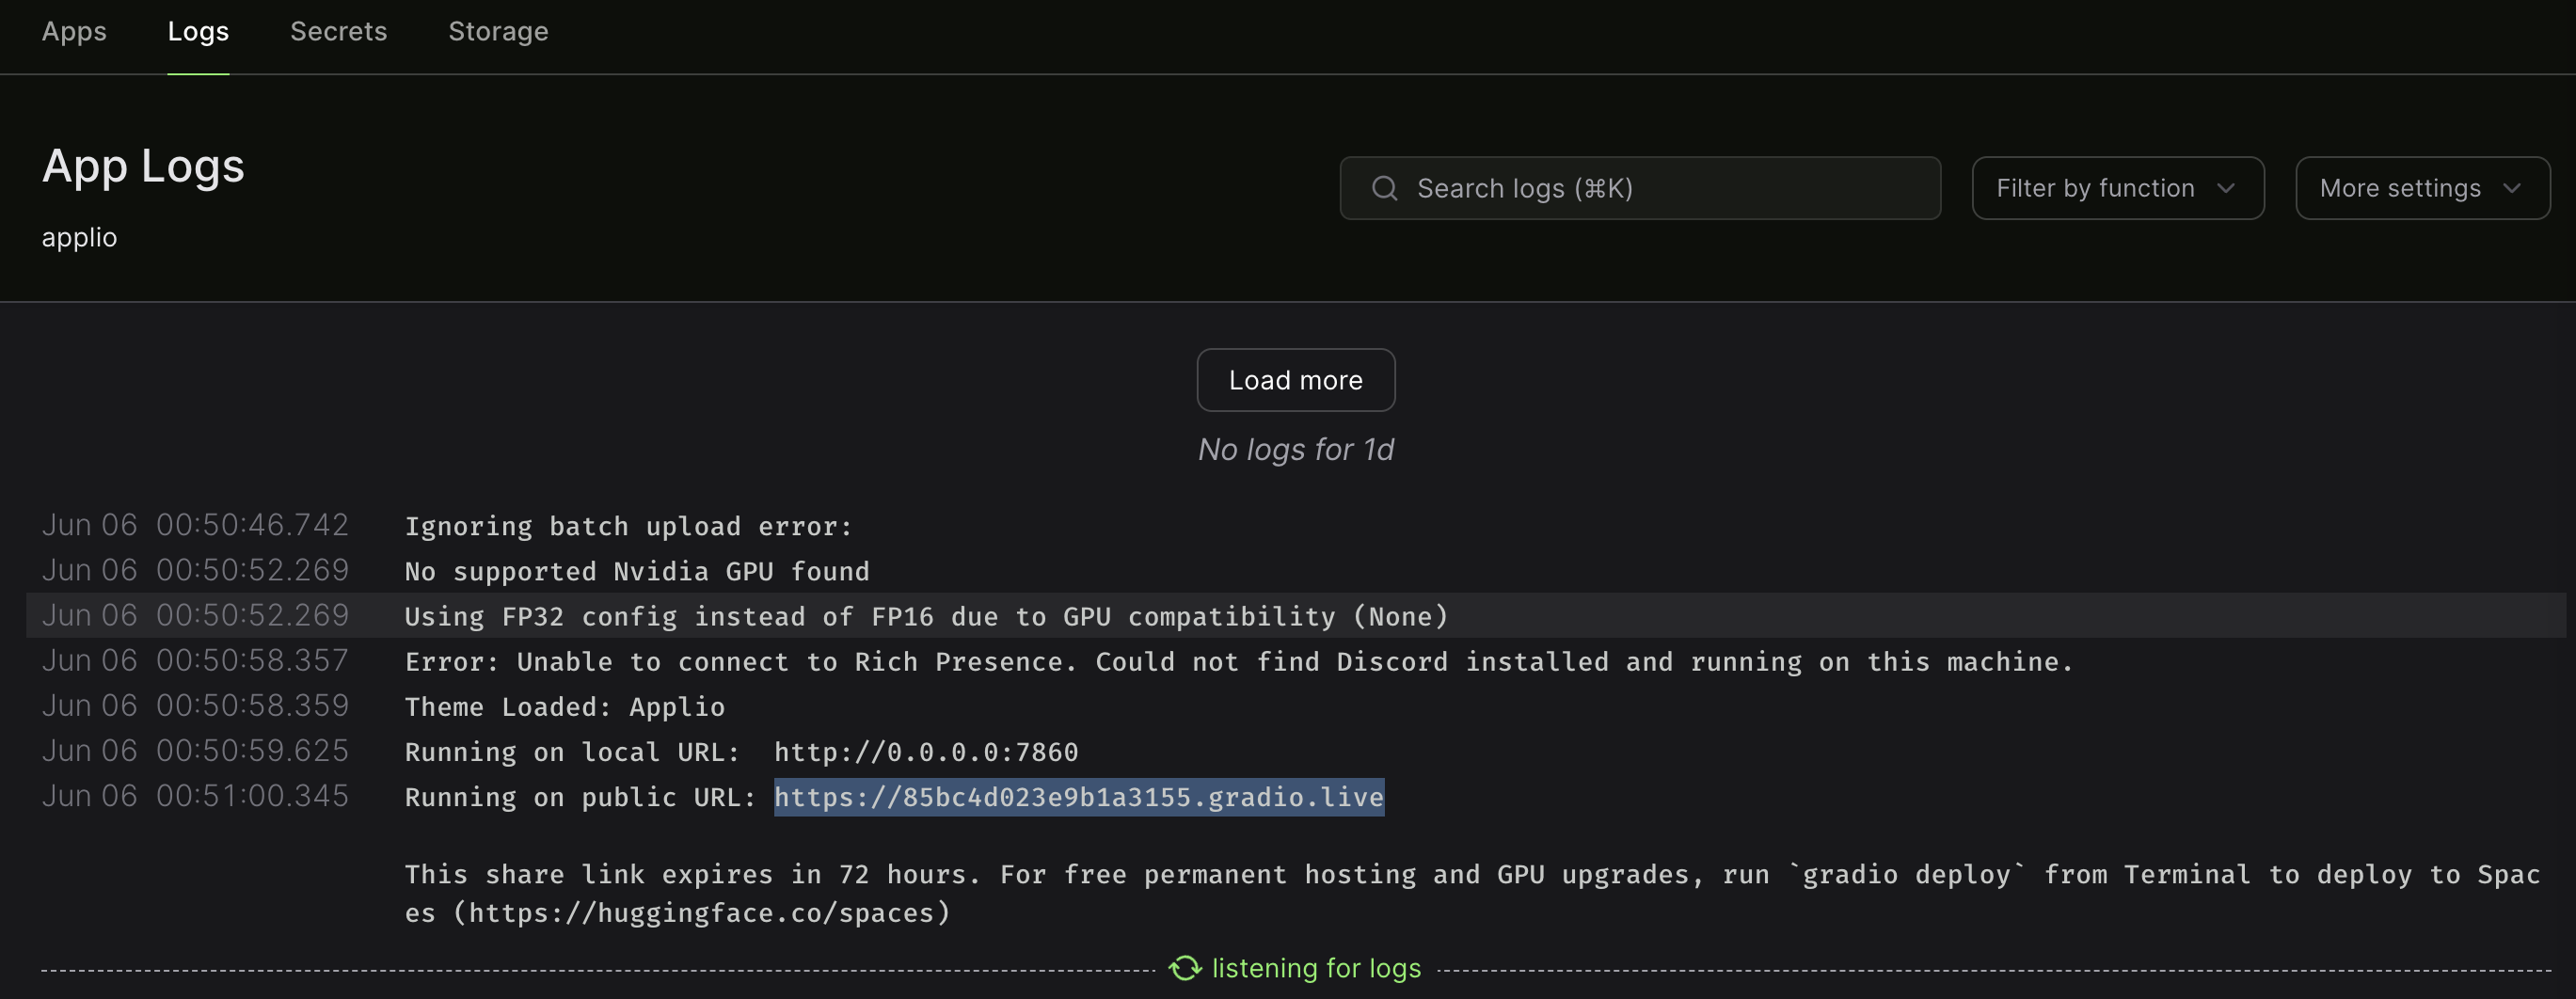 Apps Logs Secrets Storage
App Logs
Search logs (⌘K)
Filter by function
More settings
applio
Load more
No logs for 1d
Jun 06 00:50:46.742 Ignoring batch upload error:
Jun 06 00:50:52.269 No supported Nvidia GPU found
Jun 06 00:50:52.269 Using FP32 config instead of FP16 due to GPU compatibility (None)
Jun 06 00:50:58.357 Error: Unable to connect to Rich Presence. Could not find Discord installed and running on this machine.
Jun 06 00:50:58.359 Theme Loaded: Applio
Jun 06 00:50:59.625 Running on local URL:  http://0.0.0.0:7860
Jun 06 00:51:00.345 Running on public URL: https://85bc4d023e9b1a3155.gradio.live
This share link expires in 72 hours. For free permanent hosting and GPU upgrades, run `gradio deploy` from Terminal to deploy to Spac
es (https://huggingface.co/spaces)
listening for logs